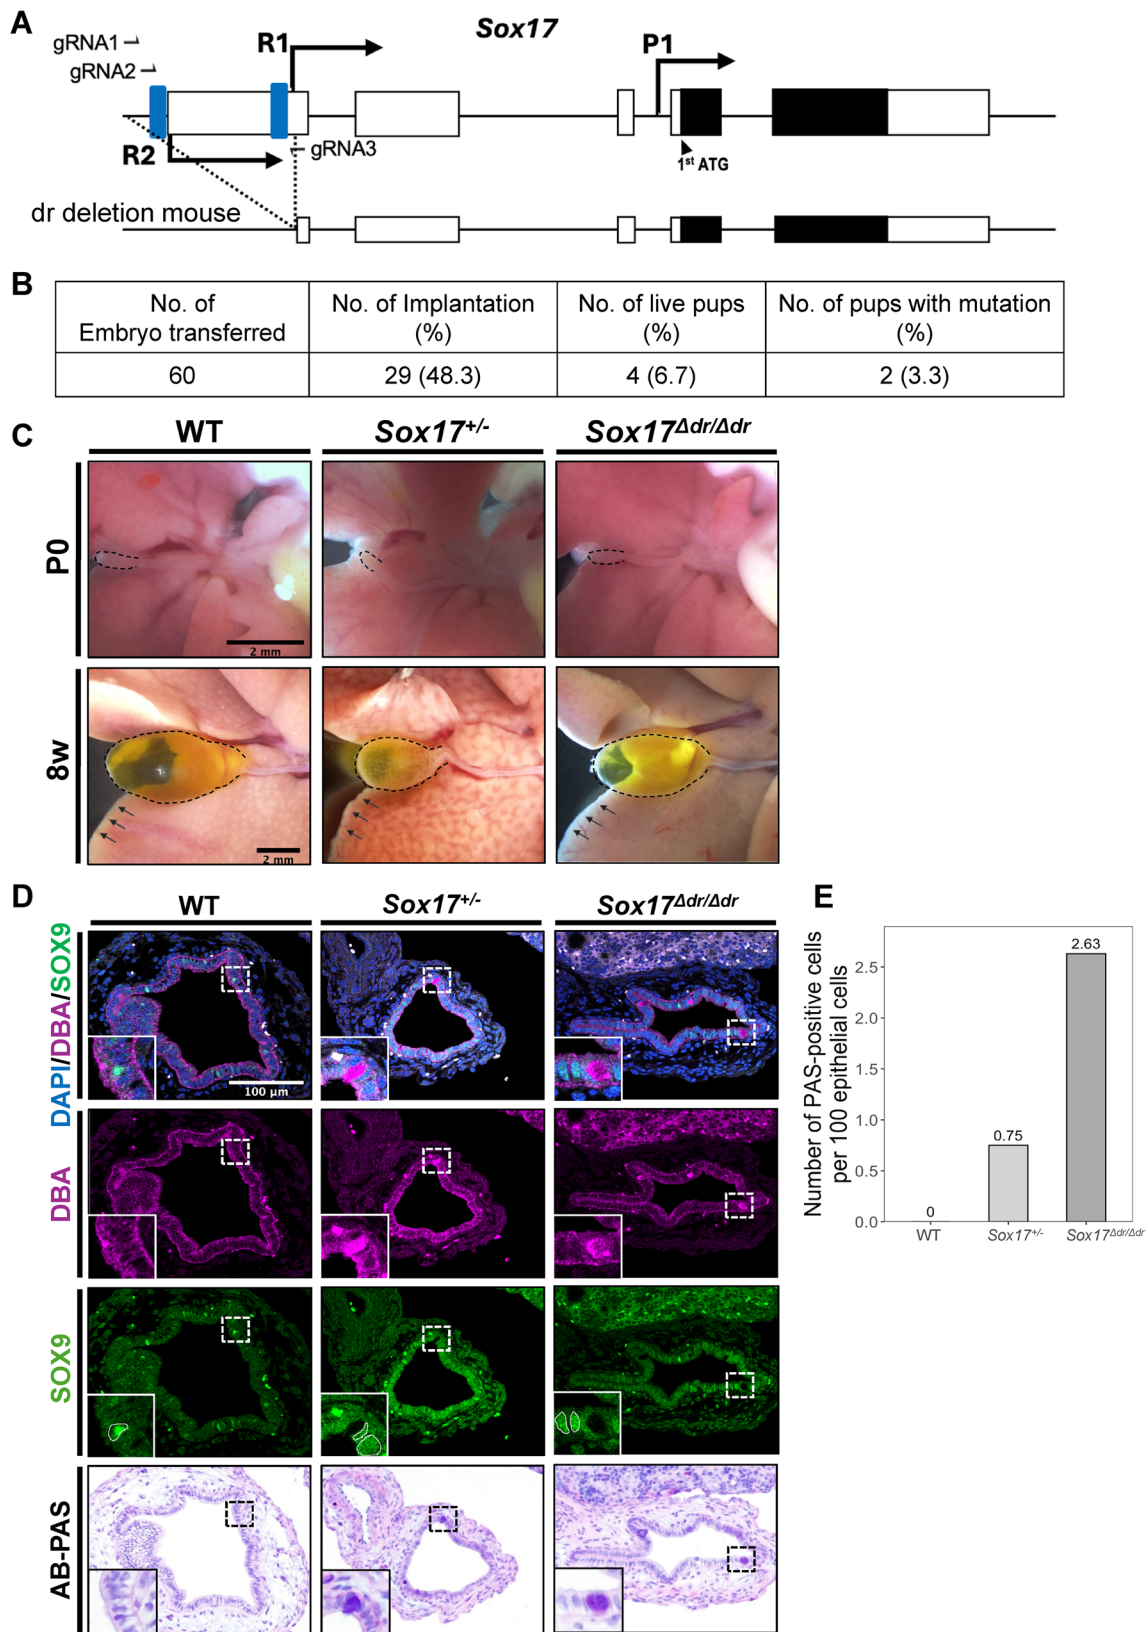 A
Sox17
gRNA1
gRNA2
R1
P1
R2
gRNA3
1st ATG
dr deletion mouse
B
No. of
Embryo transferred
No. of Implantation
(%)
No. of live pups
(%)
No. of pups with mutation
(%)
60
29 (48.3)
4 (6.7)
2 (3.3)
C
WT
Sox17+/-
Sox17Δdr/Δdr
P0
2 mm
8w
2 mm
D
WT
Sox17+/-
Sox17Δdr/Δdr
DAPI/DBA/SOX9
100 μm
DBA
SOX9
AB-PAS
E
Number of PAS-positive cells
per 100 epithelial cells
2.5
2.0
1.5
1.0
0.5
0.0
0
0.75
2.63
WT
Sox17+/-
Sox17Δdr/Δdr